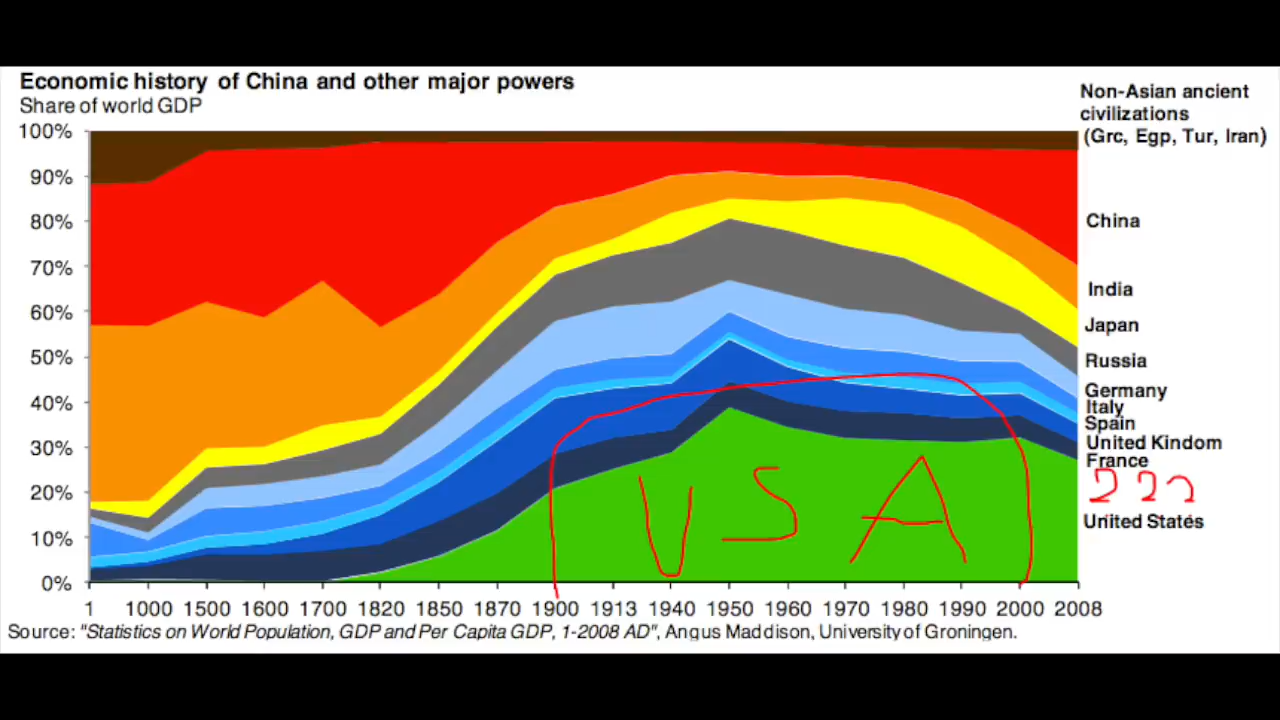 Economic history of China and other major powers
Share of world GDP
Non-Asian ancient
civilizations
(Grc, Egp, Tur, Iran)
100%
90%
80%
70%
60%
50%
40%
30%
20%
10%
0%
China
India
Japan
Russia
Germany
Italy
Spain
United Kindom
France
???
United States
USA
1 1000 1500 1600 1700 1820 1850 1870 1900 1913 1940 1950 1960 1970 1980 1990 2000 2008
Source: "Statistics on World Population, GDP and Per Capita GDP, 1-2008 AD", Angus Maddison, University of Groningen.